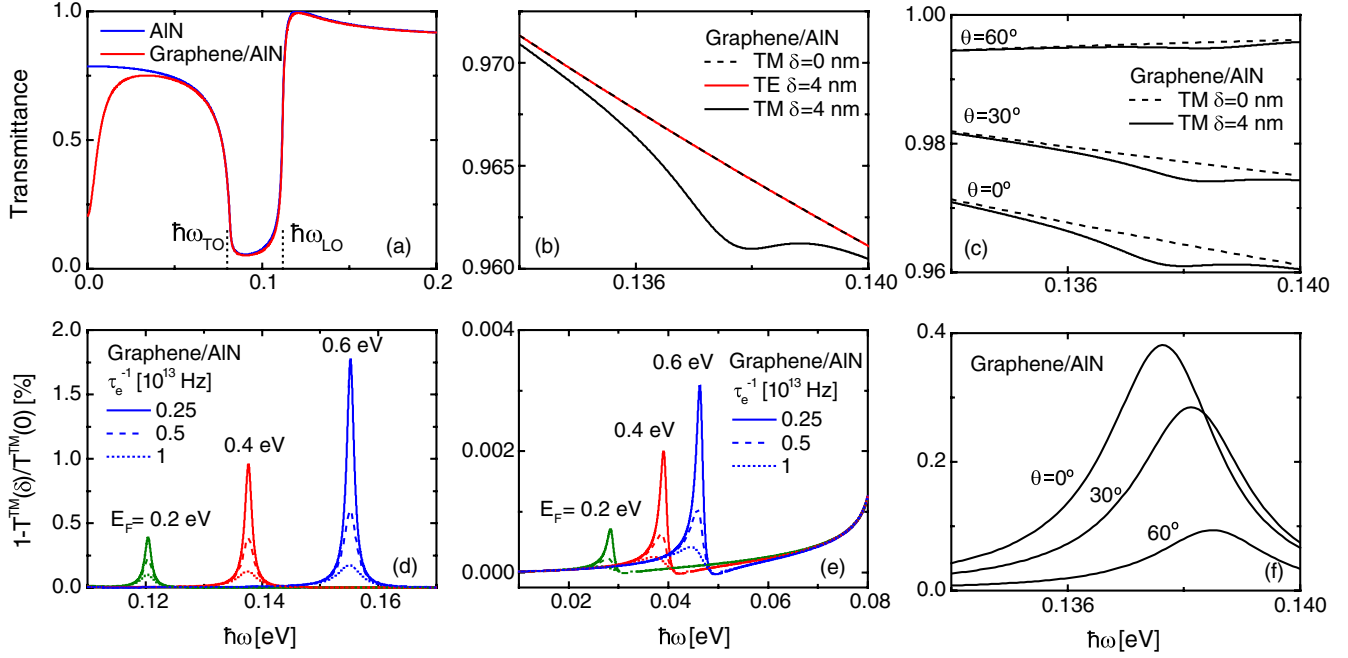 Transmittance
1.0
0.5
0.0
0.0
0.1
0.2
AlN
Graphene/AlN
ħω_TO
ħω_LO
(a)
0.970
0.965
0.960
0.136
0.140
Graphene/AlN
TM δ=0 nm
TE δ=4 nm
TM δ=4 nm
(b)
1.00
0.98
0.96
0.136
0.140
θ=60º
Graphene/AlN
TM δ=0 nm
TM δ=4 nm
θ=30º
θ=0º
(c)
1-T^TM(δ)/T^TM(0) [%]
2.0
1.5
1.0
0.5
0.0
0.12
0.14
0.16
Graphene/AlN
τ_e^-1 [10^13 Hz]
0.25
0.5
1
0.6 eV
0.4 eV
E_F= 0.2 eV
(d)
ħω [eV]
0.004
0.002
0.000
0.02
0.04
0.06
0.08
0.6 eV
Graphene/AlN
τ_e^-1 [10^13 Hz]
0.25
0.5
1
0.4 eV
E_F= 0.2 eV
(e)
ħω [eV]
0.4
0.2
0.0
0.136
0.140
Graphene/AlN
θ=0º
30º
60º
(f)
ħω [eV]